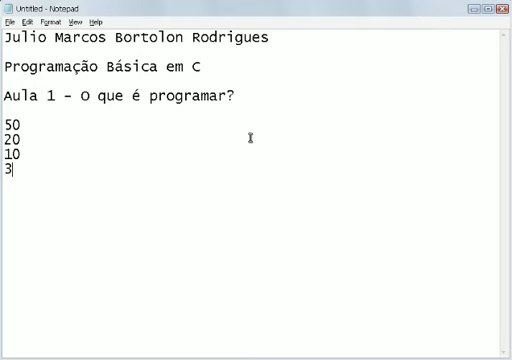 Untitled - Notepad
File Edit Format View Help
Julio Marcos Bortolon Rodrigues
Programação Básica em C
Aula 1 - O que é programar?
50
20
10
3